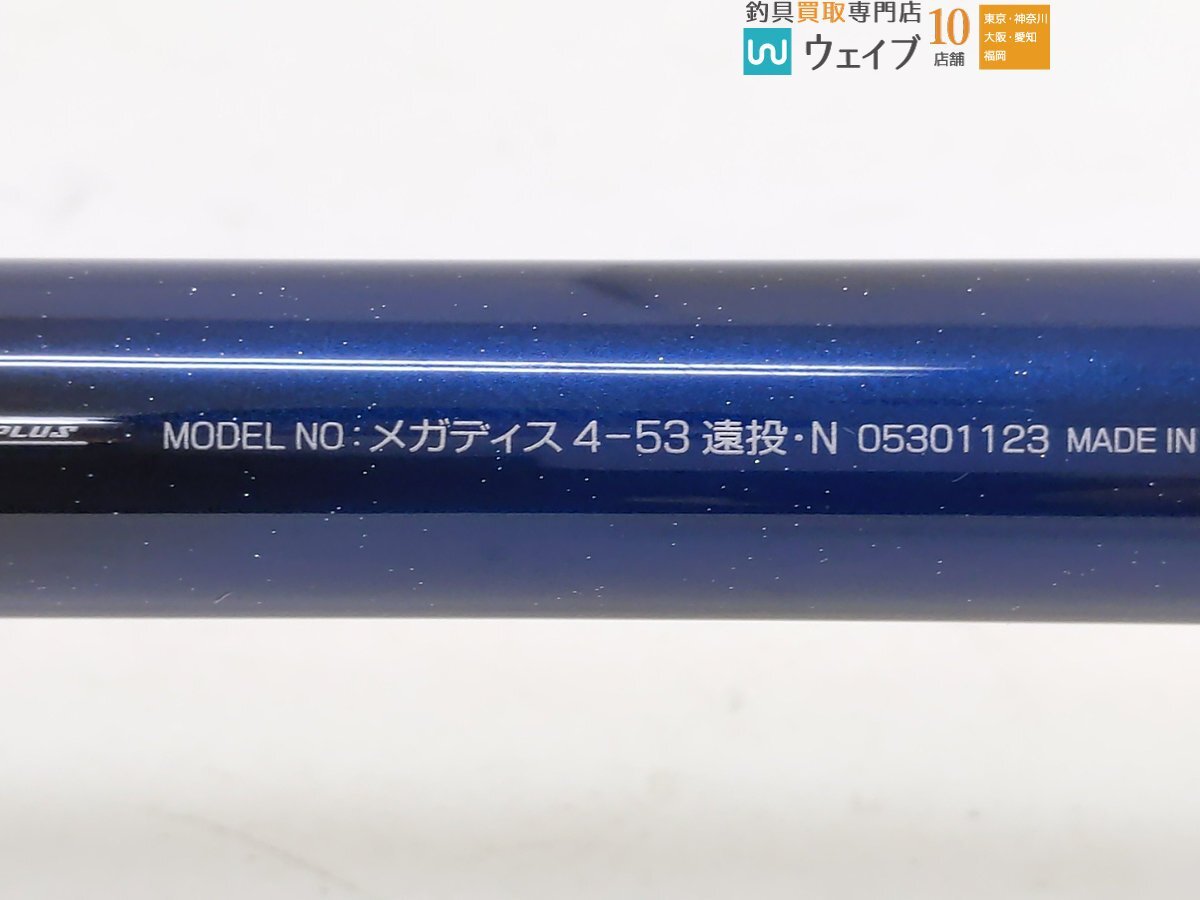 釣具買取専門店
ウェイブ
10
店舗
東京・神奈川
大阪・愛知
福岡
PLUS
MODEL NO：メガディス 4-53 遠投・N 05301123 MADE IN